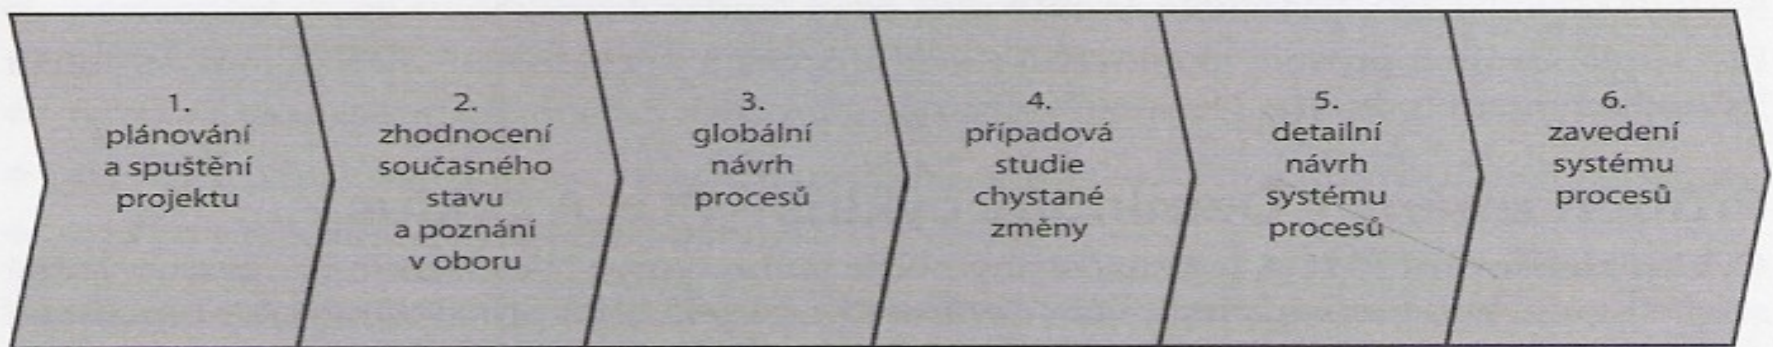 1.
plánování
a spuštění
projektu
2.
zhodnocení
současného
stavu
a poznání
v oboru
3.
globální
návrh
procesů
4.
případová
studie
chystané
změny
5.
detailní
návrh
systému
procesů
6.
zavedení
systému
procesů